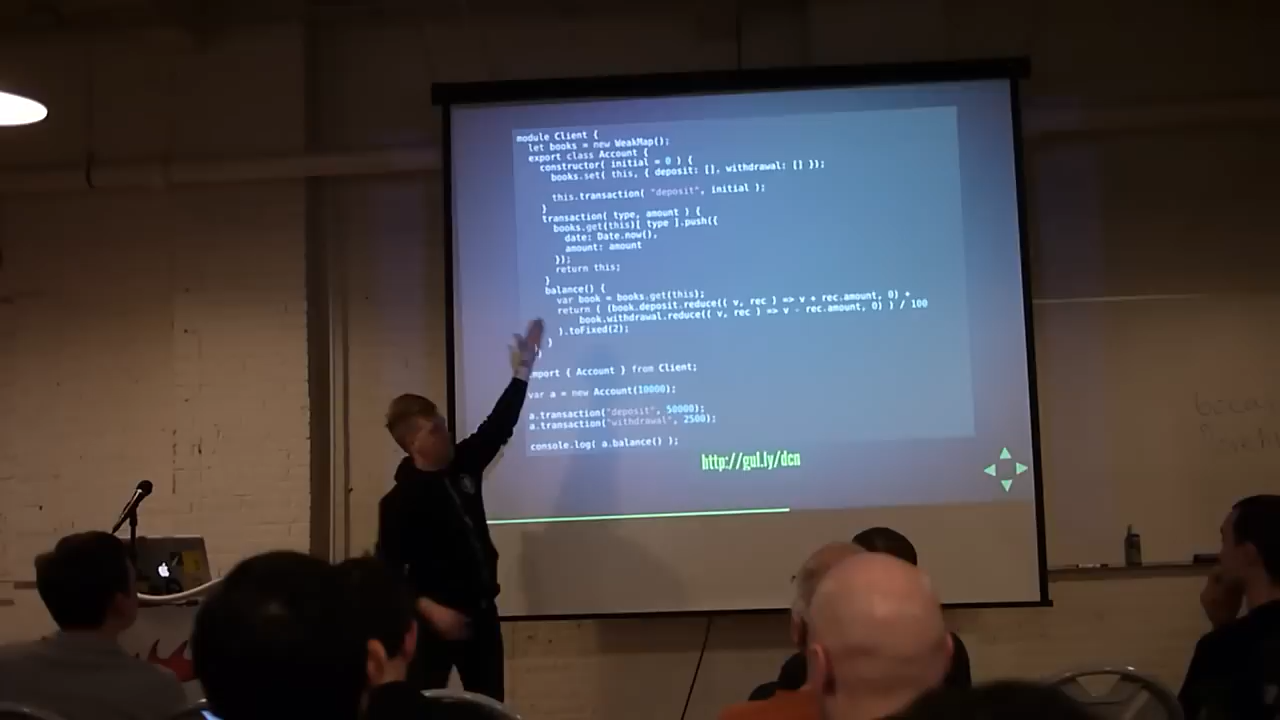 module Client {
let books = new WeakMap();
export class Account {
constructor( initial = 0 ) {
books.set( this, { deposit: [], withdrawal: [] });
this.transaction( "deposit", initial );
}
transaction( type, amount ) {
books.get(this)[ type ].push({
date: Date.now(),
amount: amount
});
return this;
}
balance() {
var book = books.get(this);
return ( (book.deposit.reduce(( v, rec ) => v + rec.amount, 0) +
book.withdrawal.reduce(( v, rec ) => v - rec.amount, 0) ) / 100
).toFixed(2);
}
}
import { Account } from Client;
var a = new Account(10000);
a.transaction("deposit", 50000);
a.transaction("withdrawal", 2500);
console.log( a.balance() );
http://gul.ly/dcn